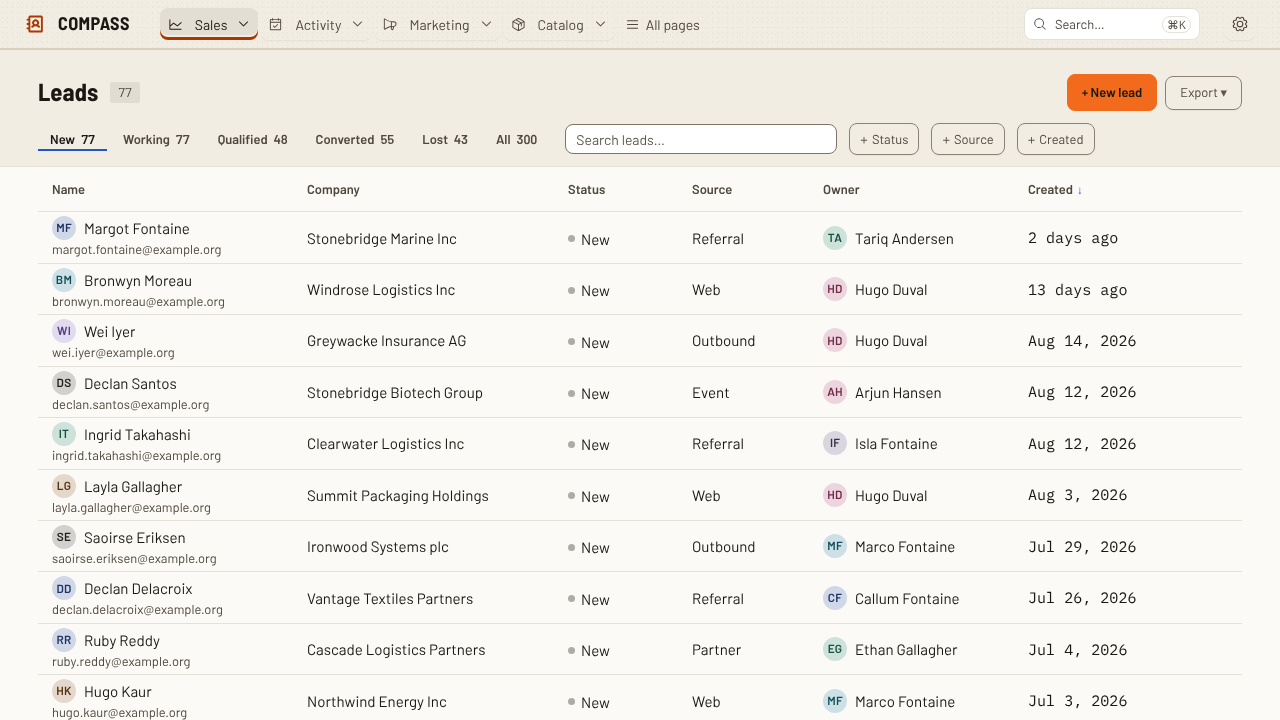 COMPASS
Sales
Activity
Marketing
Catalog
All pages
Search...
⌘K
Leads 77
+ New lead
Export ▾
New 77
Working 77
Qualified 48
Converted 55
Lost 43
All 300
Search leads...
+ Status
+ Source
+ Created
Name Company Status Source Owner Created ↓
MF Margot Fontaine
margot.fontaine@example.org
Stonebridge Marine Inc New Referral TA Tariq Andersen 2 days ago
BM Bronwyn Moreau
bronwyn.moreau@example.org
Windrose Logistics Inc New Web HD Hugo Duval 13 days ago
WI Wei Iyer
wei.iyer@example.org
Greywacke Insurance AG New Outbound HD Hugo Duval Aug 14, 2026
DS Declan Santos
declan.santos@example.org
Stonebridge Biotech Group New Event AH Arjun Hansen Aug 12, 2026
IT Ingrid Takahashi
ingrid.takahashi@example.org
Clearwater Logistics Inc New Referral IF Isla Fontaine Aug 12, 2026
LG Layla Gallagher
layla.gallagher@example.org
Summit Packaging Holdings New Web HD Hugo Duval Aug 3, 2026
SE Saoirse Eriksen
saoirse.eriksen@example.org
Ironwood Systems plc New Outbound MF Marco Fontaine Jul 29, 2026
DD Declan Delacroix
declan.delacroix@example.org
Vantage Textiles Partners New Referral CF Callum Fontaine Jul 26, 2026
RR Ruby Reddy
ruby.reddy@example.org
Cascade Logistics Partners New Partner EG Ethan Gallagher Jul 4, 2026
HK Hugo Kaur
hugo.kaur@example.org
Northwind Energy Inc New Web MF Marco Fontaine Jul 3, 2026